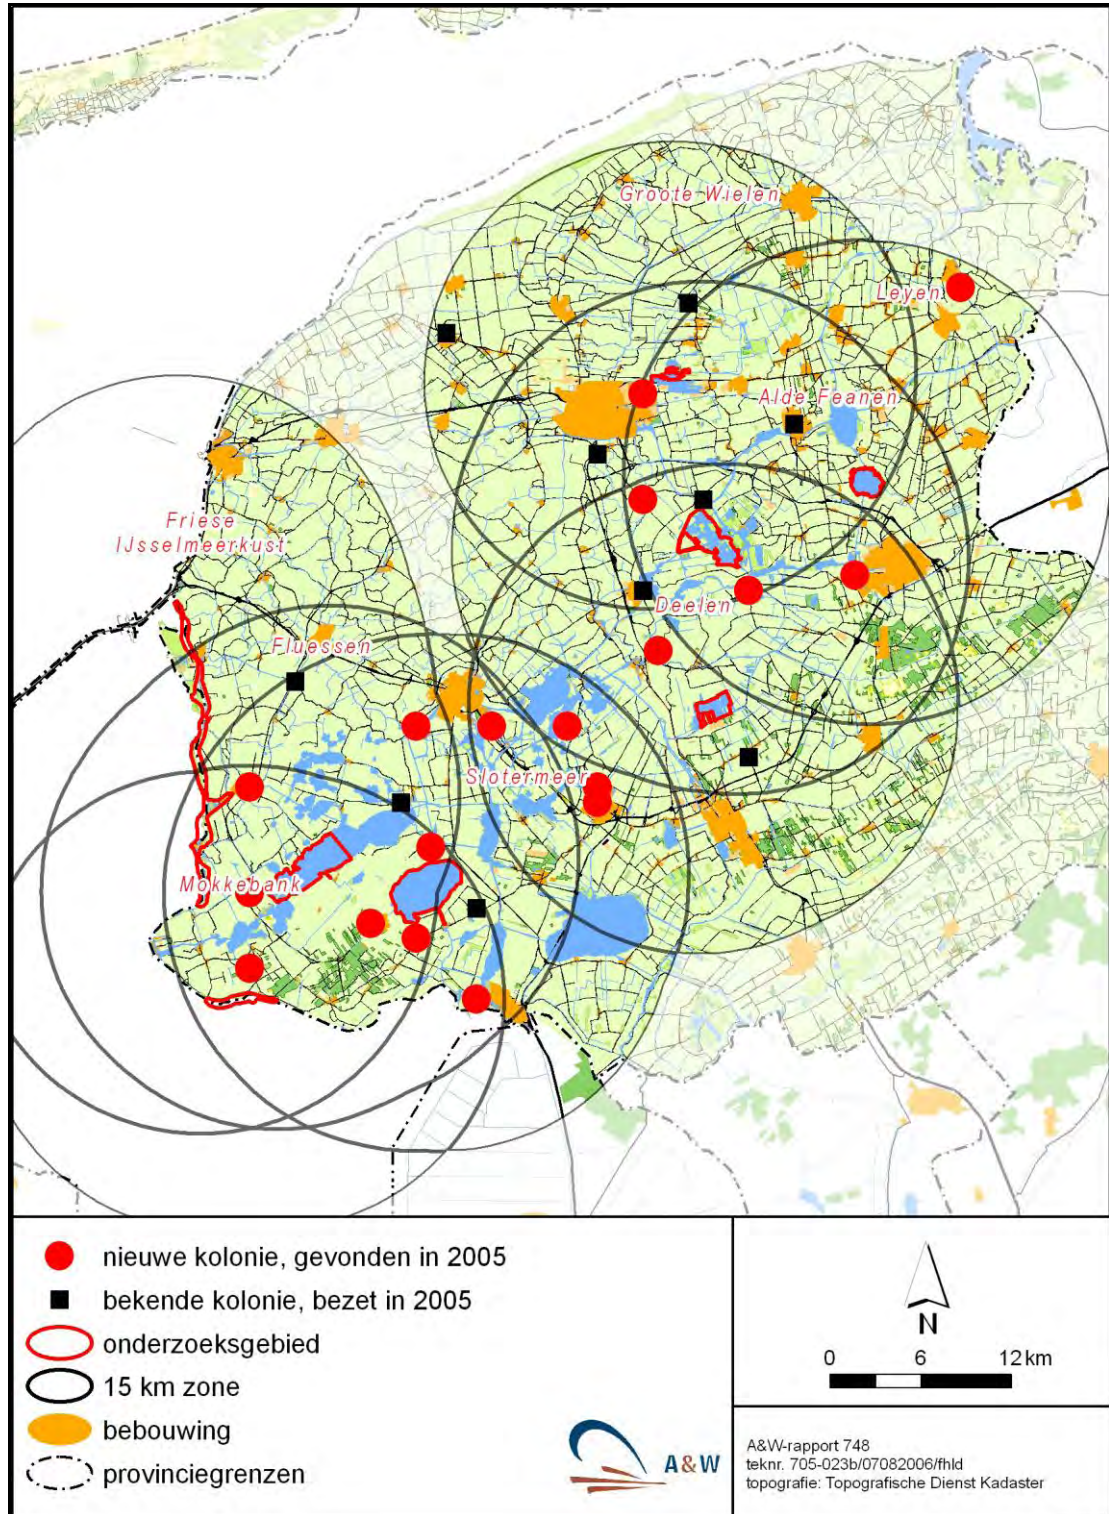 Groote Wielen
Leyen
Alde Feanen
Friese
IJsselmeerkust
Deelen
Fluessen
Slotermeer
Mokkebank
nieuwe kolonie, gevonden in 2005
bekende kolonie, bezet in 2005
onderzoeksgebied
15 km zone
bebouwing
provinciegrenzen
A&W
N
0 6 12 km
A&W-rapport 748
teknr. 705-023b/07082006/fhld
topografie: Topografische Dienst Kadaster